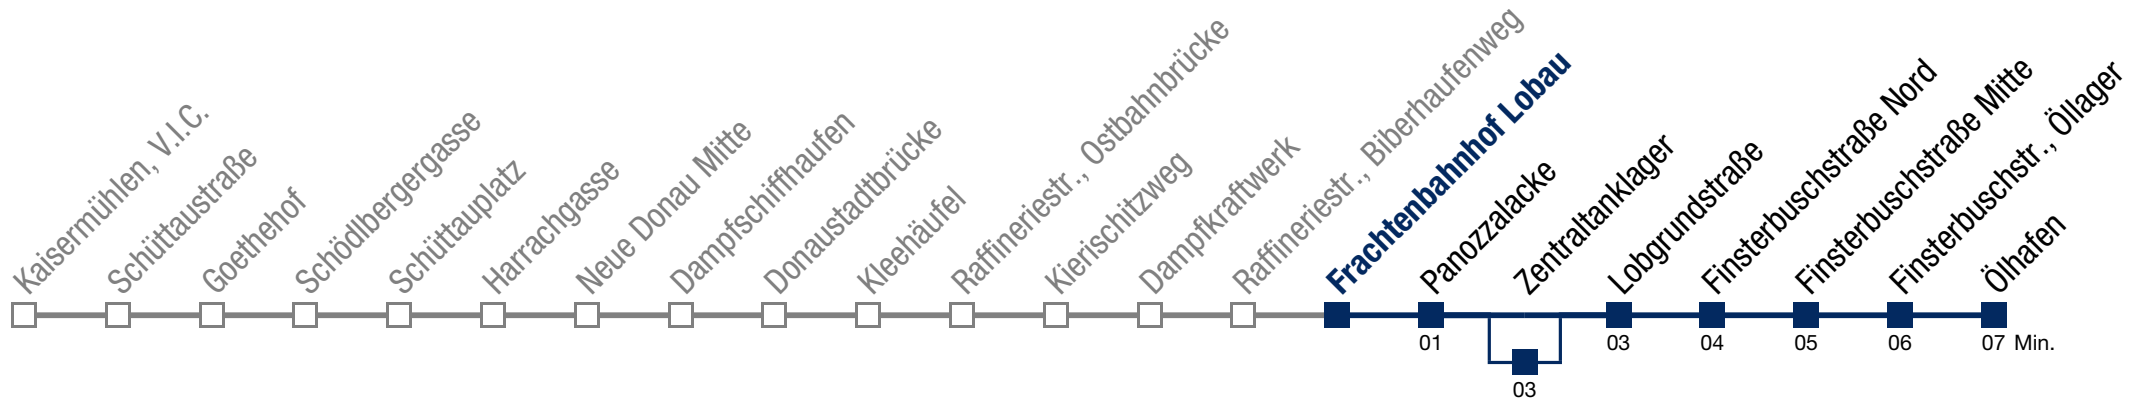 Kaisermühlen, V.I.C.
Schüttaustraße
Goethehof
Schödlbergergasse
Schüttauplatz
Harrachgasse
Neue Donau Mitte
Dampfschiffhaufen
Donaustadtbrücke
Kleehäufel
Raffineriestr., Ostbahnbrücke
Kierischitzweg
Dampfkraftwerk
Raffineriestr., Biberhaufenweg
Frachtenbahnhof Lobau
Panozzalacke
Zentraltanklager
Lobgrundstraße
Finsterbuschstraße Nord
Finsterbuschstraße Mitte
Finsterbuschstr., Öllager
Ölhafen
01 03 04 05 06 07 Min.
03